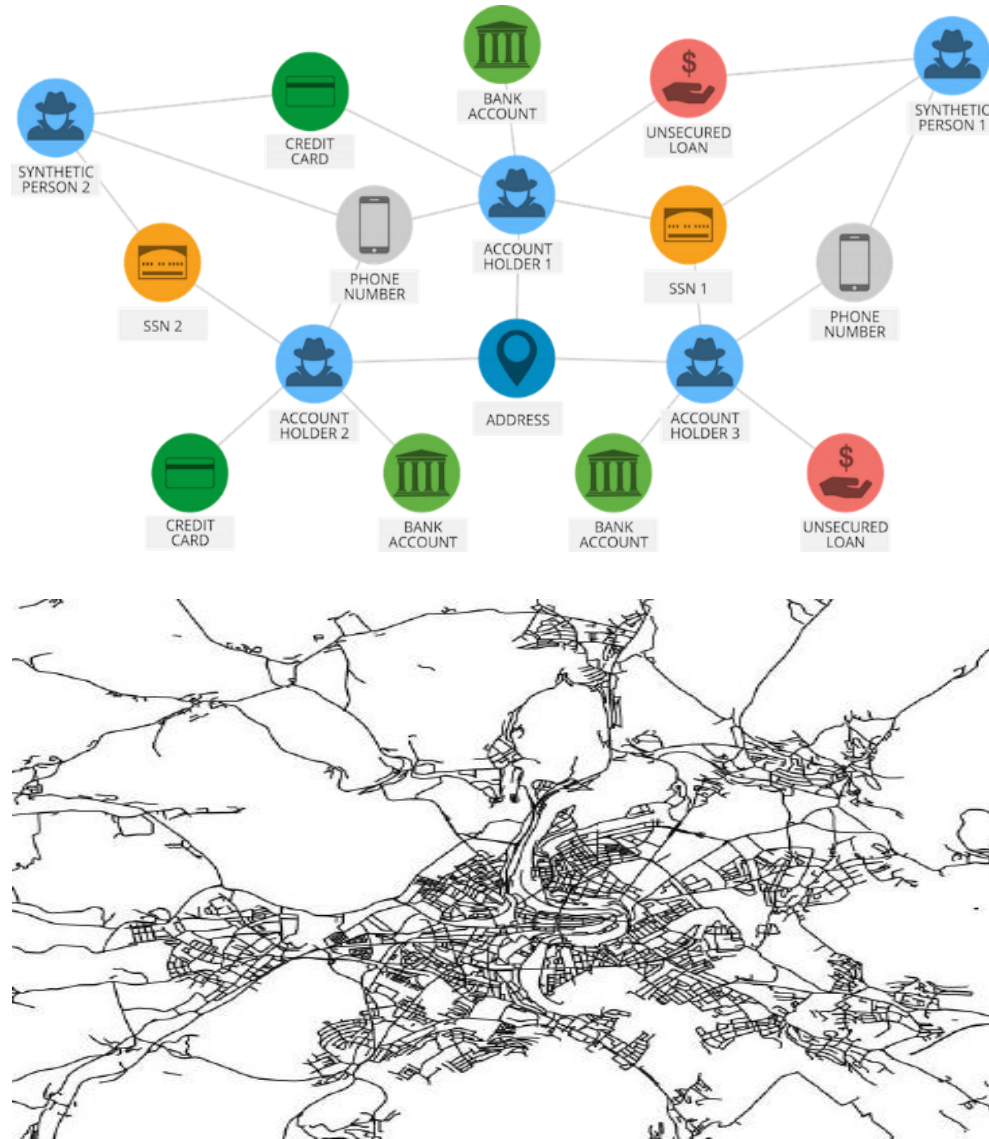 BANK
ACCOUNT
SYNTHETIC
PERSON 1
UNSECURED
LOAN
CREDIT
CARD
SYNTHETIC
PERSON 2
ACCOUNT
HOLDER 1
PHONE
NUMBER
SSN 1
SSN 2
PHONE
NUMBER
ACCOUNT
HOLDER 2
ADDRESS
ACCOUNT
HOLDER 3
CREDIT
CARD
BANK
ACCOUNT
BANK
ACCOUNT
UNSECURED
LOAN